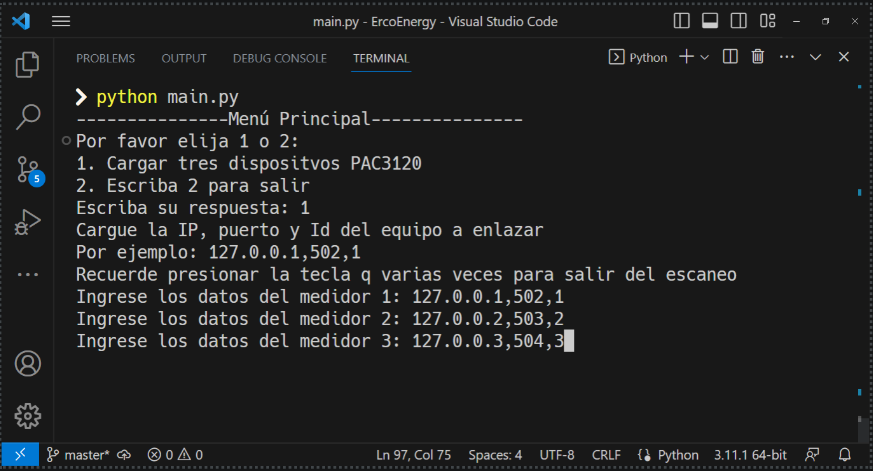 main.py - ErcoEnergy - Visual Studio Code
PROBLEMS OUTPUT DEBUG CONSOLE TERMINAL
Python
❯ python main.py
---------------Menú Principal---------------
Por favor elija 1 o 2:
1. Cargar tres dispositvos PAC3120
2. Escriba 2 para salir
Escriba su respuesta: 1
Cargue la IP, puerto y Id del equipo a enlazar
Por ejemplo: 127.0.0.1,502,1
Recuerde presionar la tecla q varias veces para salir del escaneo
Ingrese los datos del medidor 1: 127.0.0.1,502,1
Ingrese los datos del medidor 2: 127.0.0.2,503,2
Ingrese los datos del medidor 3: 127.0.0.3,504,3
5
master* 0 0 Ln 97, Col 75 Spaces: 4 UTF-8 CRLF Python 3.11.1 64-bit